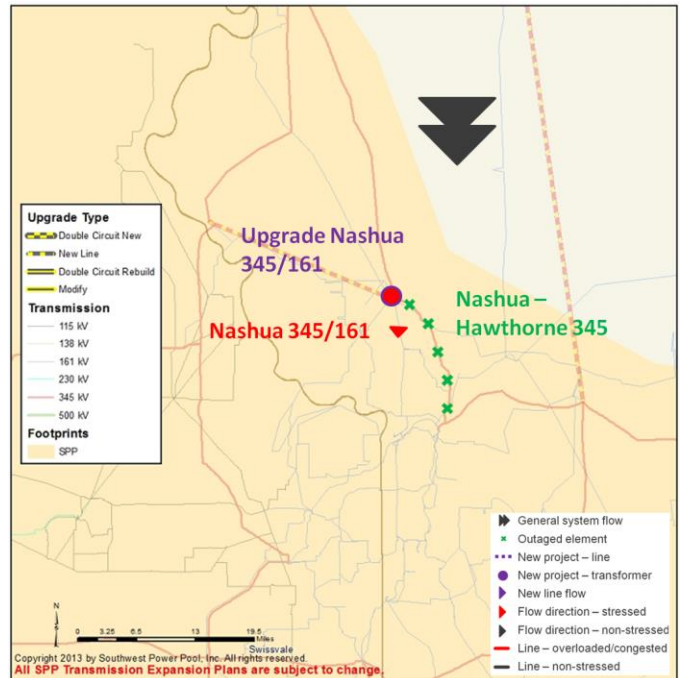 Upgrade Type
Double Circuit New
New Line
Double Circuit Rebuild
Modify
Transmission
115 kV
138 kV
161 kV
230 kV
345 kV
500 kV
Footprints
SPP
Upgrade Nashua
345/161
Nashua 345/161
Nashua –
Hawthorne 345
General system flow
Outaged element
New project – line
New project – transformer
New line flow
Flow direction – stressed
Flow direction – non-stressed
Line – overloaded/congested
Line – non-stressed
N
0 3.25 6.5 13 19.5
Miles
Swissvale
Copyright 2013 by Southwest Power Pool, Inc. All rights reserved.
All SPP Transmission Expansion Plans are subject to change.